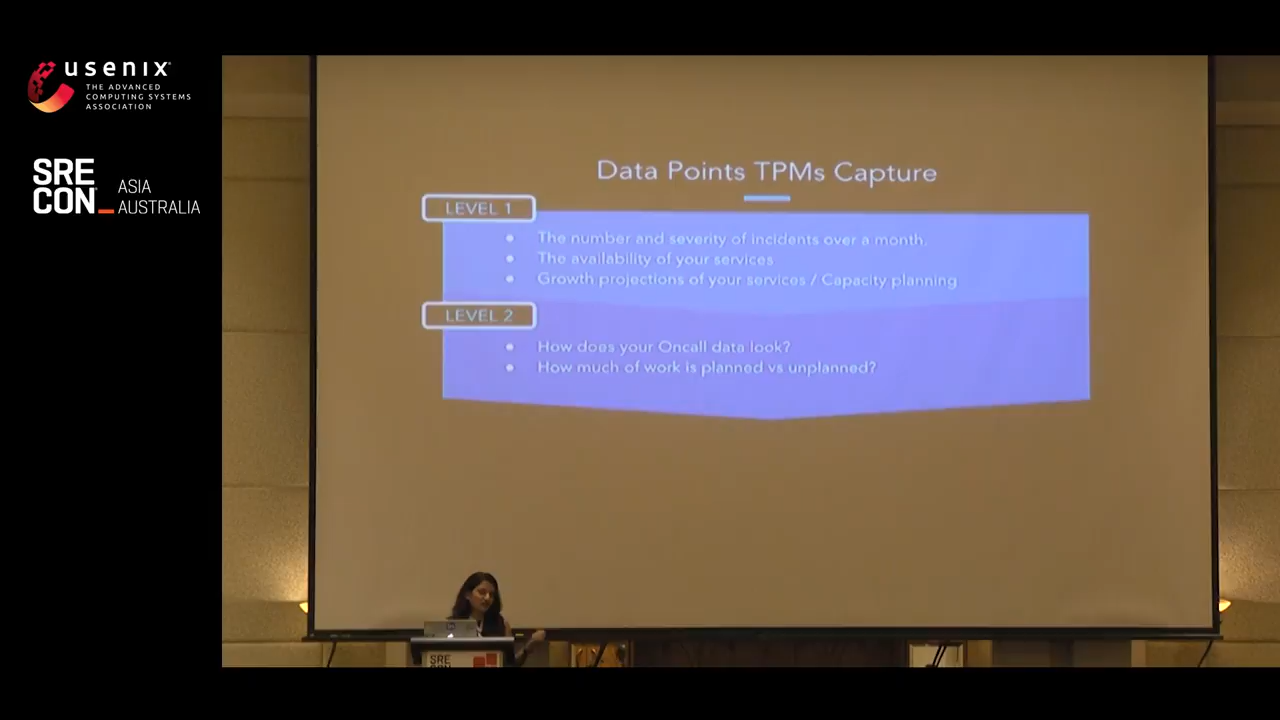 usenix
THE ADVANCED
COMPUTING SYSTEMS
ASSOCIATION
SRE
CON
ASIA
AUSTRALIA
Data Points TPMs Capture
LEVEL 1
• The number and severity of incidents over a month.
• The availability of your services
• Growth projections of your services / Capacity planning
LEVEL 2
• How does your Oncall data look?
• How much of work is planned vs unplanned?
SRE
CON